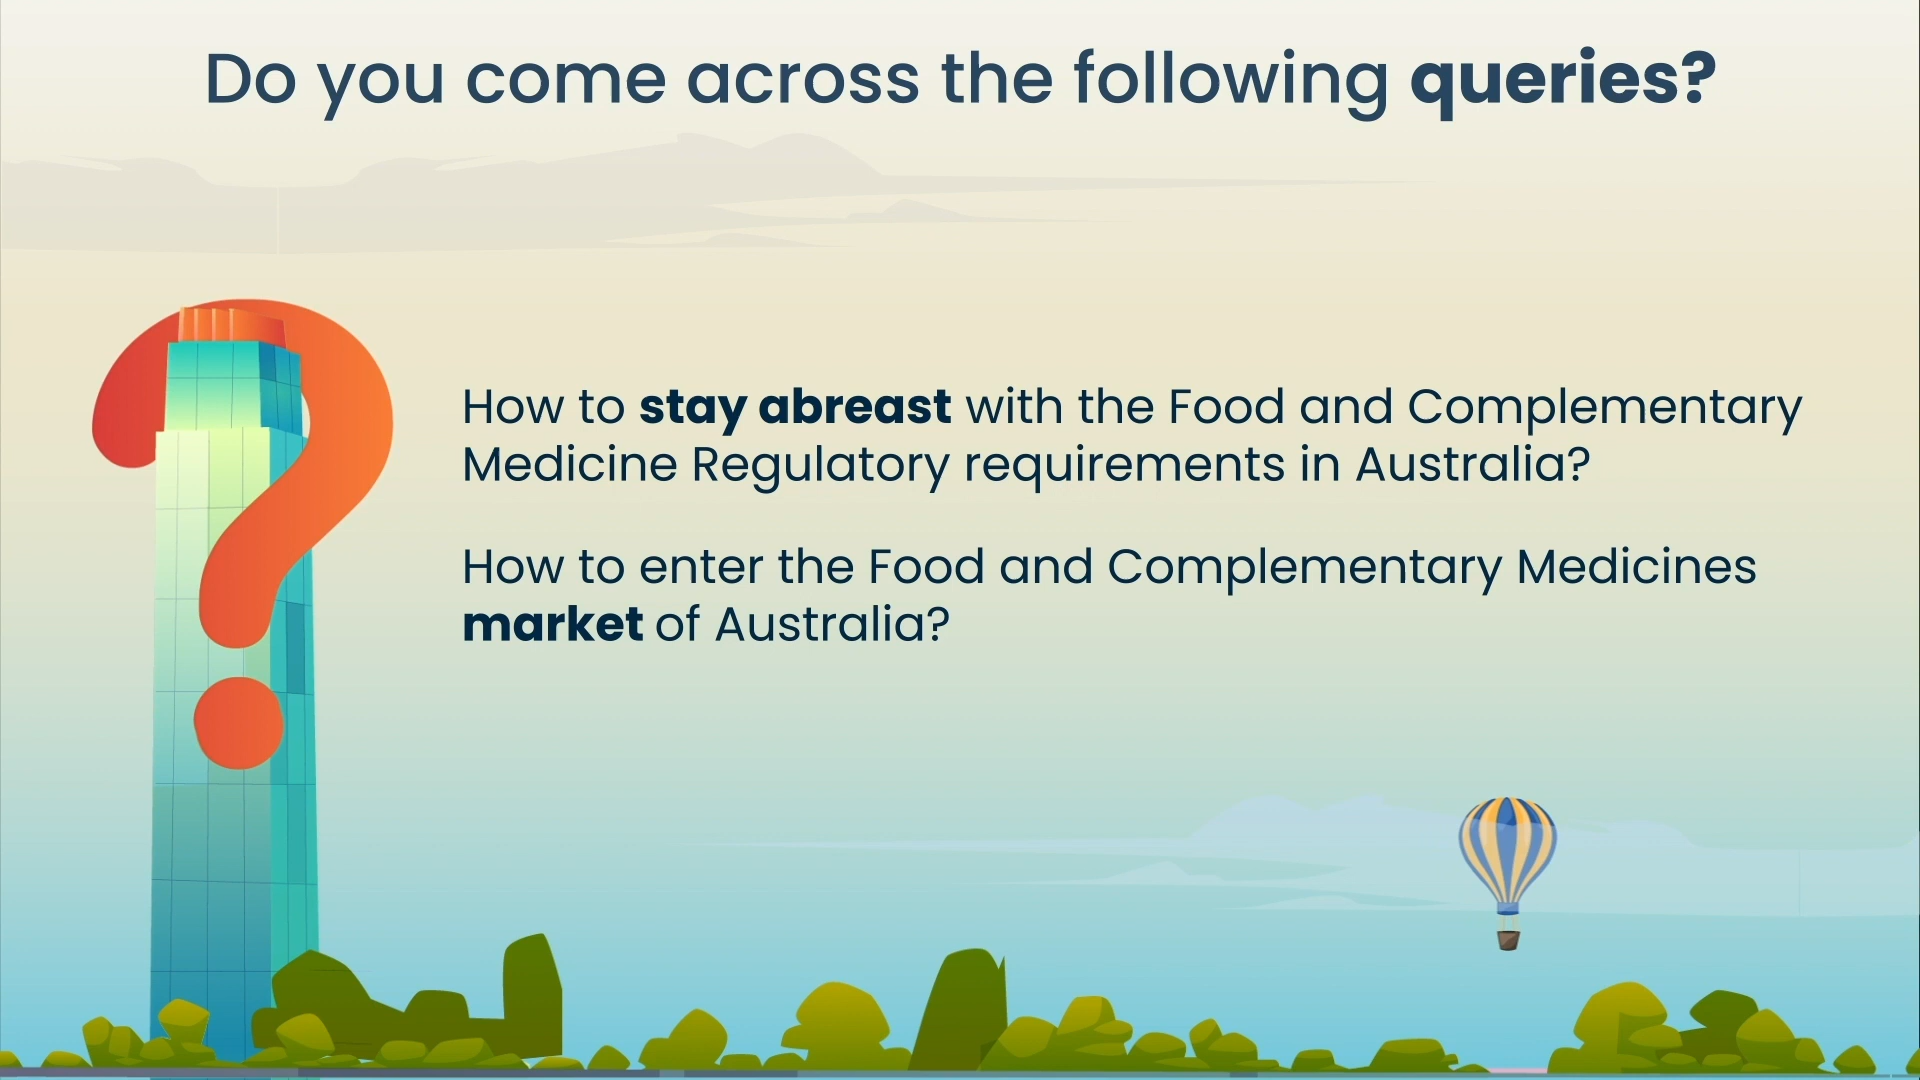 Do you come across the following queries?
How to stay abreast with the Food and Complementary
Medicine Regulatory requirements in Australia?
How to enter the Food and Complementary Medicines
market of Australia?